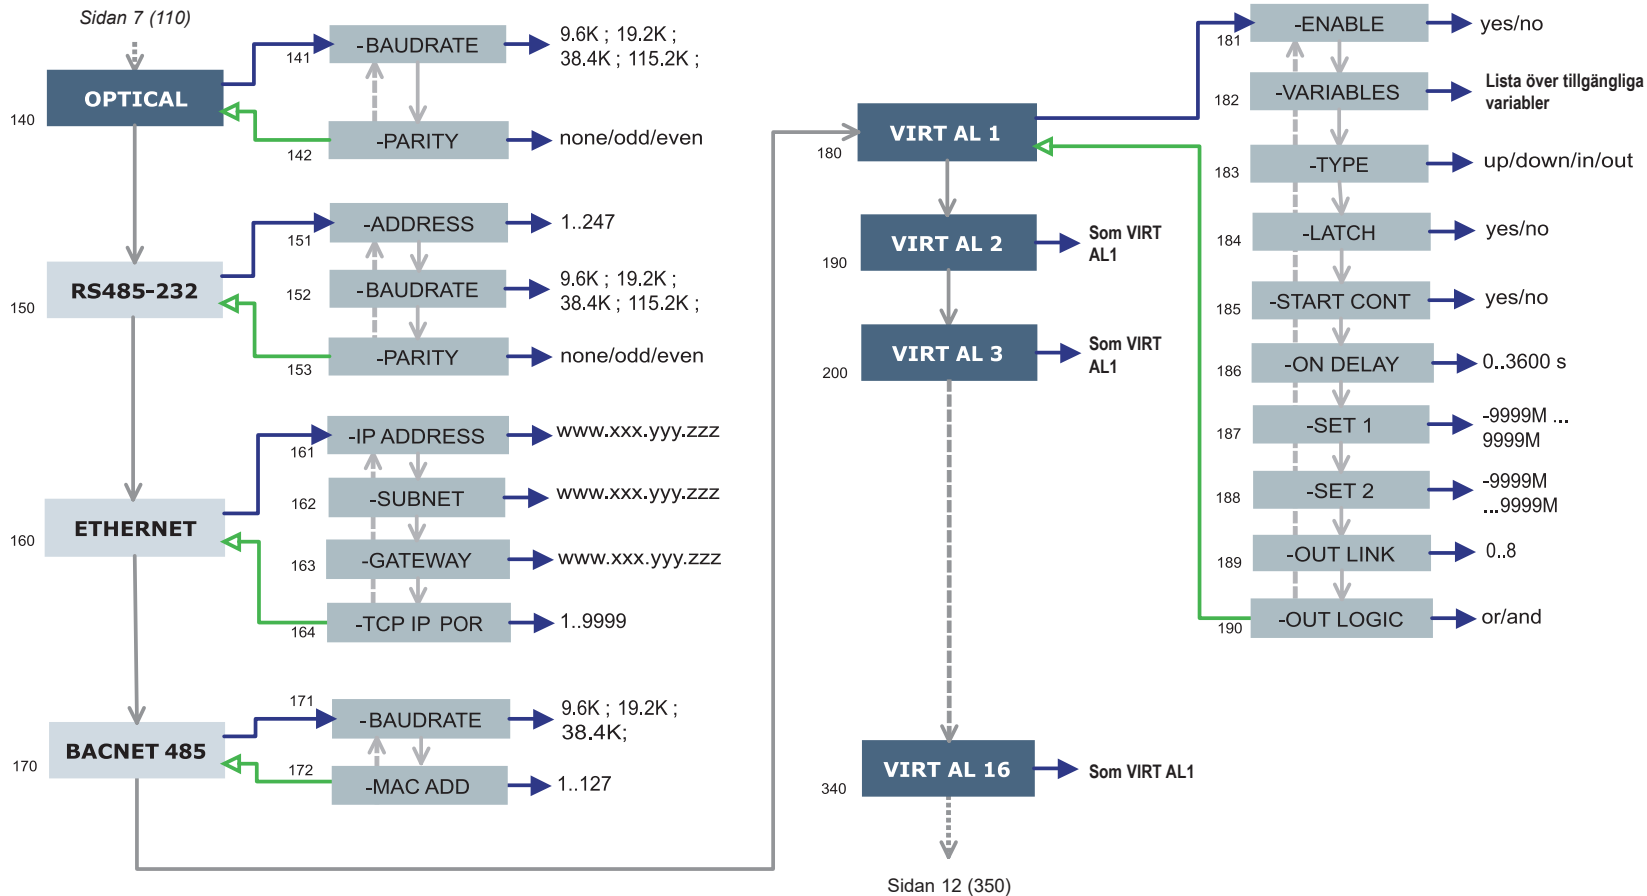 Sidan 7 (110)
OPTICAL
140
141
-BAUDRATE
9.6K ; 19.2K ;
38.4K ; 115.2K ;
142
-PARITY
none/odd/even
RS485-232
150
151
-ADDRESS
1..247
152
-BAUDRATE
9.6K ; 19.2K ;
38.4K ; 115.2K ;
153
-PARITY
none/odd/even
ETHERNET
160
161
-IP ADDRESS
www.xxx.yyy.zzz
162
-SUBNET
www.xxx.yyy.zzz
163
-GATEWAY
www.xxx.yyy.zzz
164
-TCP IP POR
1..9999
BACNET 485
170
171
-BAUDRATE
9.6K ; 19.2K ;
38.4K;
172
-MAC ADD
1..127
VIRT AL 1
180
VIRT AL 2
190
Som VIRT
AL1
VIRT AL 3
200
Som VIRT
AL1
VIRT AL 16
340
Som VIRT AL1
Sidan 12 (350)
181
-ENABLE
yes/no
182
-VARIABLES
Lista över tillgängliga
variabler
183
-TYPE
up/down/in/out
184
-LATCH
yes/no
185
-START CONT
yes/no
186
-ON DELAY
0..3600 s
187
-SET 1
-9999M ...
9999M
188
-SET 2
-9999M
...9999M
189
-OUT LINK
0..8
190
-OUT LOGIC
or/and